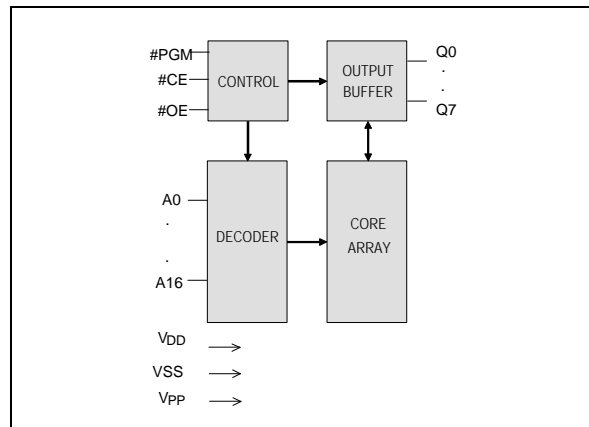 #PGM
#CE
#OE
CONTROL
OUTPUT
BUFFER
Q0
.
.
Q7
A0
.
.
A16
DECODER
CORE
ARRAY
VDD
VSS
VPP